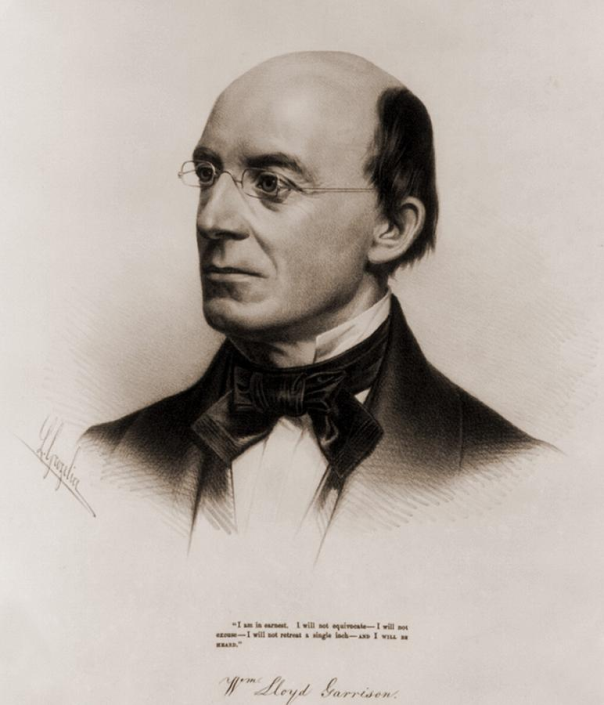 "I am in earnest. I will not equivocate—I will not
excuse—I will not retreat a single inch—AND I WILL BE
HEARD."
Wm Lloyd Garrison.